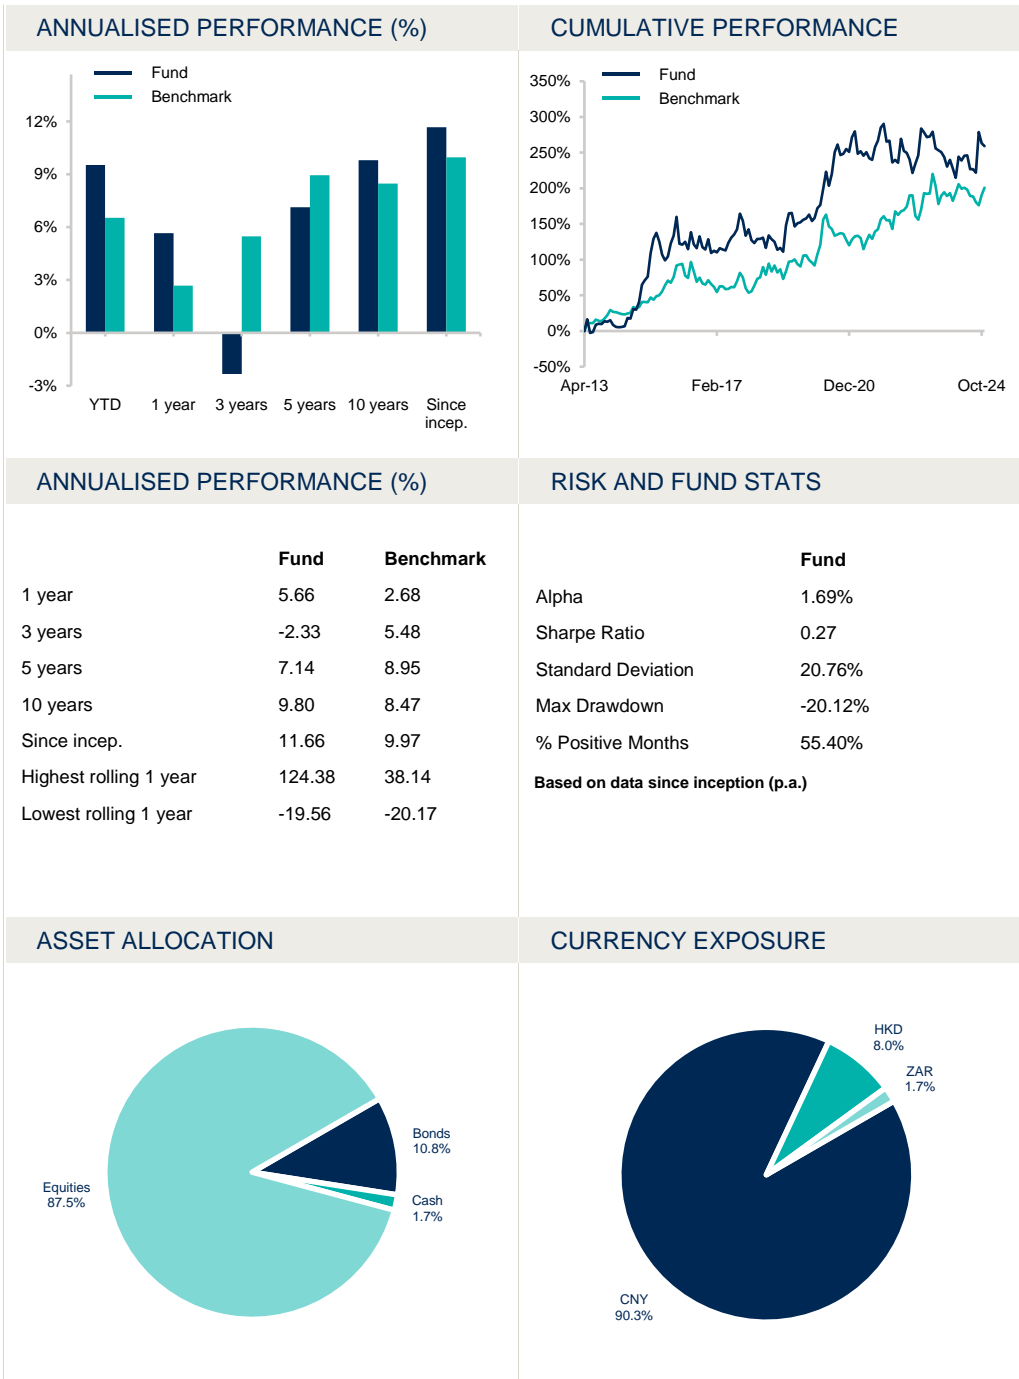 ANNUALISED PERFORMANCE (%)
Fund
Benchmark
12%
9%
6%
3%
0%
-3%
YTD 1 year 3 years 5 years 10 years Since
incep.
CUMULATIVE PERFORMANCE
Fund
Benchmark
350%
300%
250%
200%
150%
100%
50%
0%
-50%
Apr-13 Feb-17 Dec-20 Oct-24
ANNUALISED PERFORMANCE (%)
Fund Benchmark
1 year 5.66 2.68
3 years -2.33 5.48
5 years 7.14 8.95
10 years 9.80 8.47
Since incep. 11.66 9.97
Highest rolling 1 year 124.38 38.14
Lowest rolling 1 year -19.56 -20.17
RISK AND FUND STATS
Fund
Alpha 1.69%
Sharpe Ratio 0.27
Standard Deviation 20.76%
Max Drawdown -20.12%
% Positive Months 55.40%
Based on data since inception (p.a.)
ASSET ALLOCATION
Bonds
10.8%
Cash
1.7%
Equities
87.5%
CURRENCY EXPOSURE
HKD
8.0%
ZAR
1.7%
CNY
90.3%